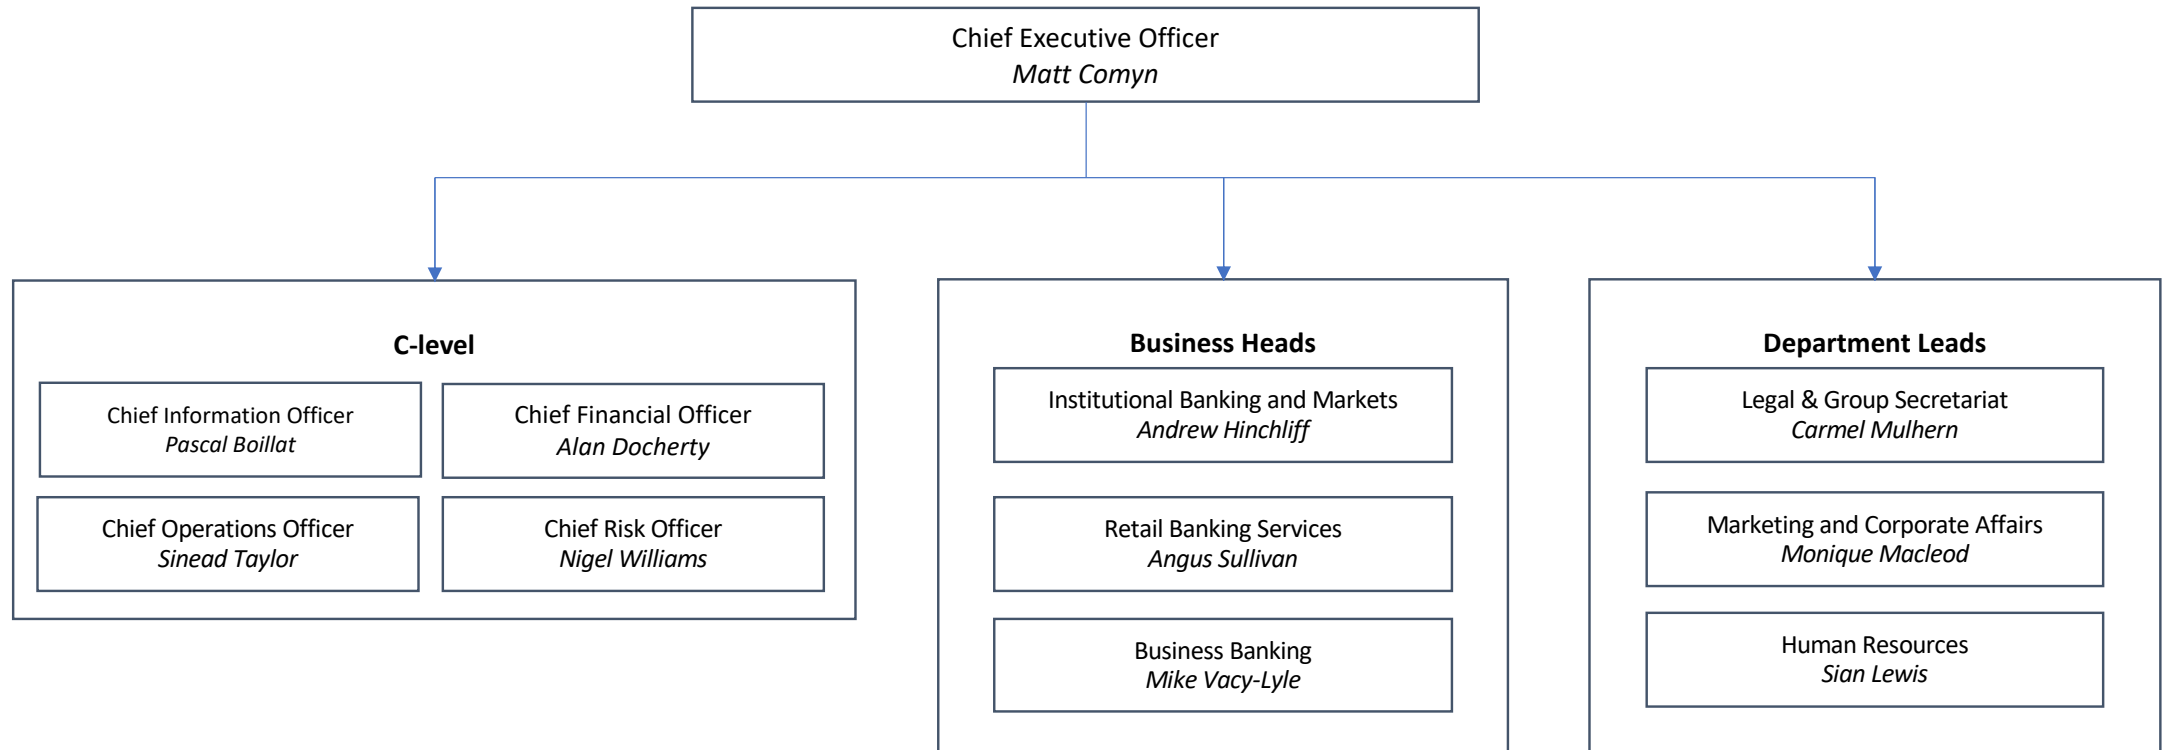 Chief Executive Officer
Matt Comyn
C-level
Chief Information Officer
Pascal Boillat
Chief Financial Officer
Alan Docherty
Chief Operations Officer
Sinead Taylor
Chief Risk Officer
Nigel Williams
Business Heads
Institutional Banking and Markets
Andrew Hinchliff
Retail Banking Services
Angus Sullivan
Business Banking
Mike Vacy-Lyle
Department Leads
Legal & Group Secretariat
Carmel Mulhern
Marketing and Corporate Affairs
Monique Macleod
Human Resources
Sian Lewis